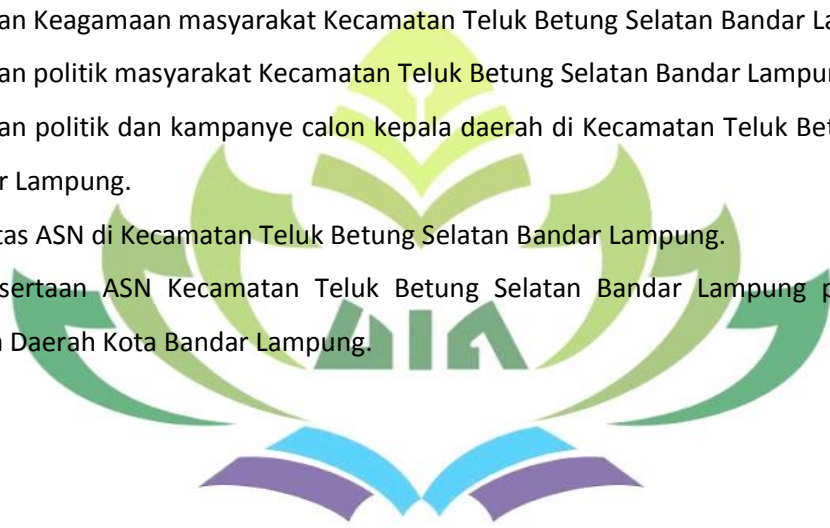 an Keagamaan masyarakat Kecamatan Teluk Betung Selatan Bandar La
an politik masyarakat Kecamatan Teluk Betung Selatan Bandar Lampun
an politik dan kampanye calon kepala daerah di Kecamatan Teluk Bet
r Lampung.
tas ASN di Kecamatan Teluk Betung Selatan Bandar Lampung.
sertaan ASN Kecamatan Teluk Betung Selatan Bandar Lampung p
Daerah Kota Bandar Lampung.
UIN